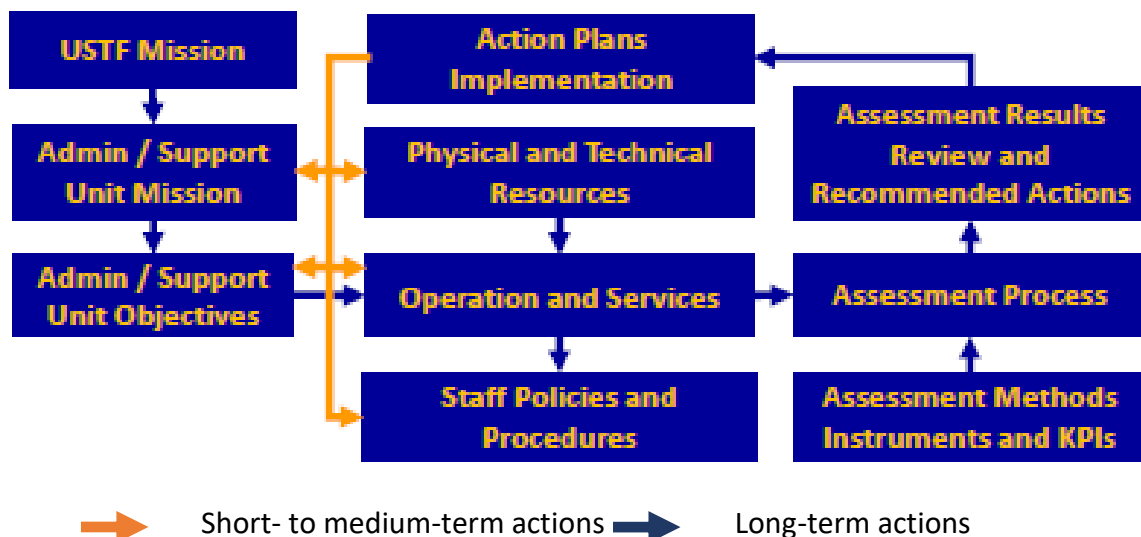 USTF Mission
Admin / Support
Unit Mission
Admin / Support
Unit Objectives
Action Plans
Implementation
Physical and Technical
Resources
Operation and Services
Staff Policies and
Procedures
Assessment Results
Review and
Recommended Actions
Assessment Process
Assessment Methods
Instruments and KPIs
Short- to medium-term actions
Long-term actions